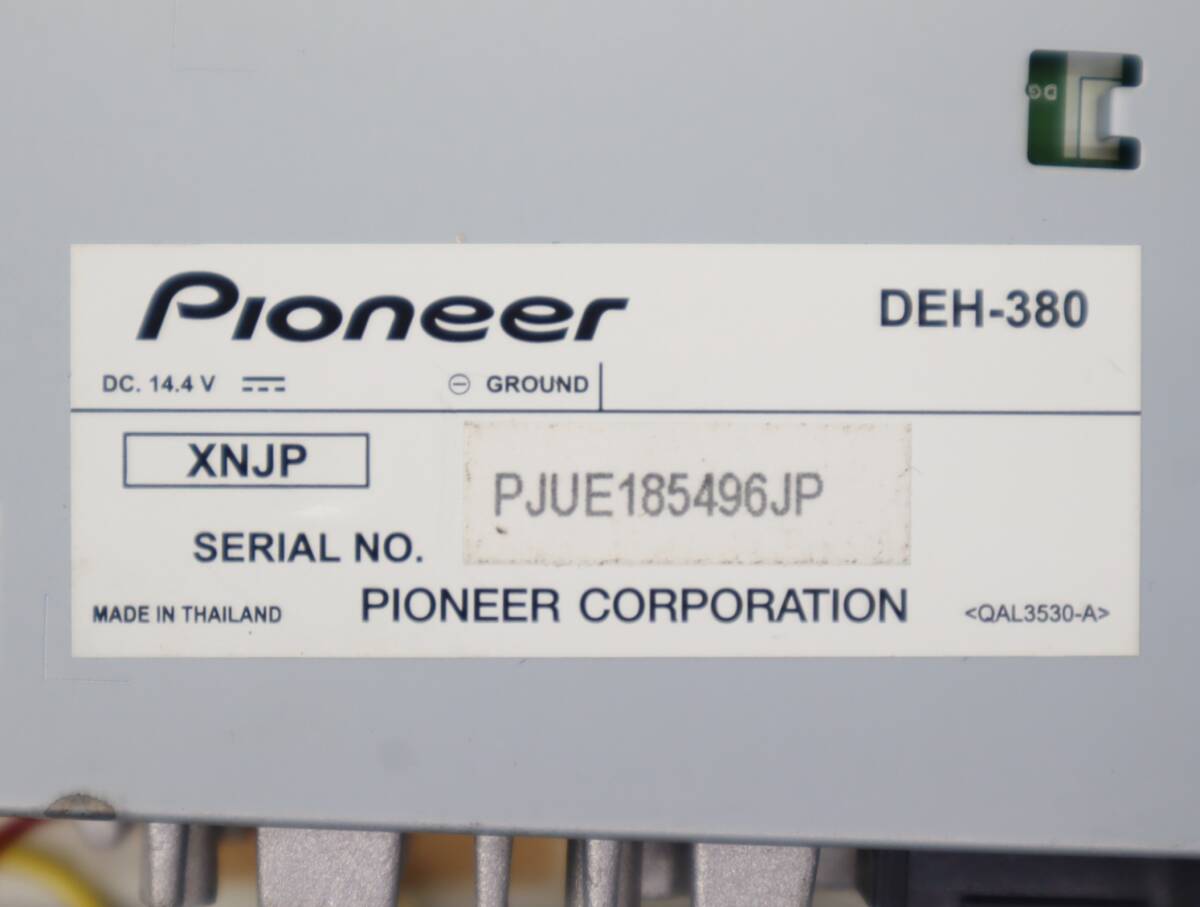 Pioneer
DEH-380
DC. 14.4 V
⊖ GROUND
XNJP
PJUE185496JP
SERIAL NO.
MADE IN THAILAND
PIONEER CORPORATION
<QAL3530-A>